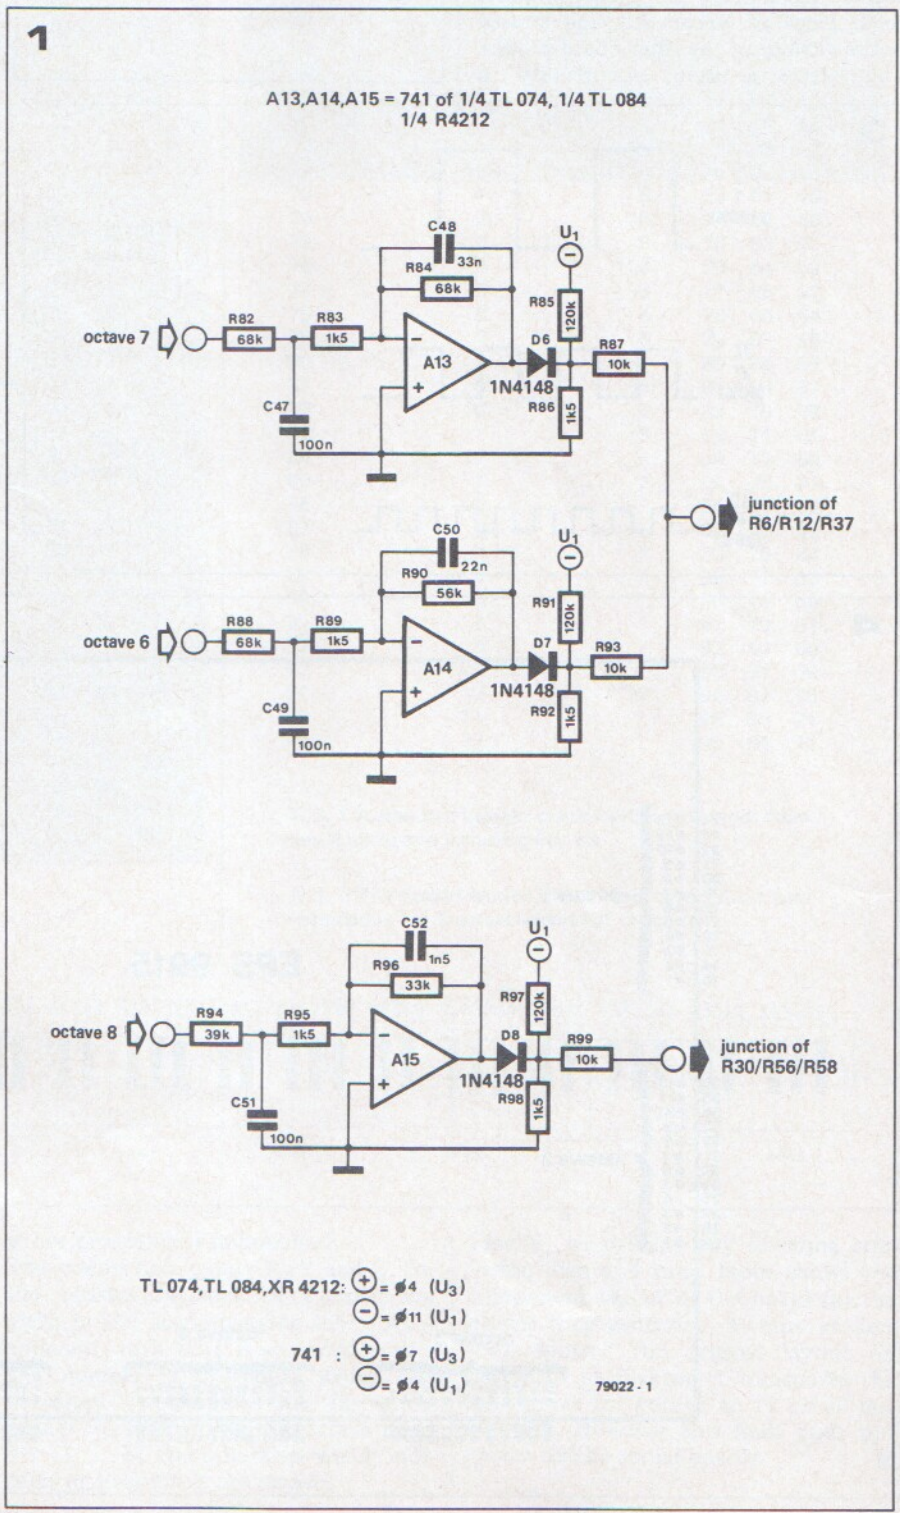 1
A13,A14,A15 = 741 of 1/4 TL 074, 1/4 TL 084
1/4 R4212
C48
33n
R84
68k
U1
−
R85
120k
octave 7
R82
68k
R83
1k5
−
A13
+
D6
1N4148
R87
10k
R86
1k5
C47
100n
junction of
R6/R12/R37
C50
22n
R90
56k
U1
−
R91
120k
octave 6
R88
68k
R89
1k5
−
A14
+
D7
1N4148
R93
10k
R92
1k5
C49
100n
C52
1n5
R96
33k
U1
−
R97
120k
octave 8
R94
39k
R95
1k5
−
A15
+
D8
1N4148
R99
10k
R98
1k5
C51
100n
junction of
R30/R56/R58
TL 074,TL 084,XR 4212: + = ø4 (U3)
− = ø11 (U1)
741 : + = ø7 (U3)
− = ø4 (U1)
79022 - 1